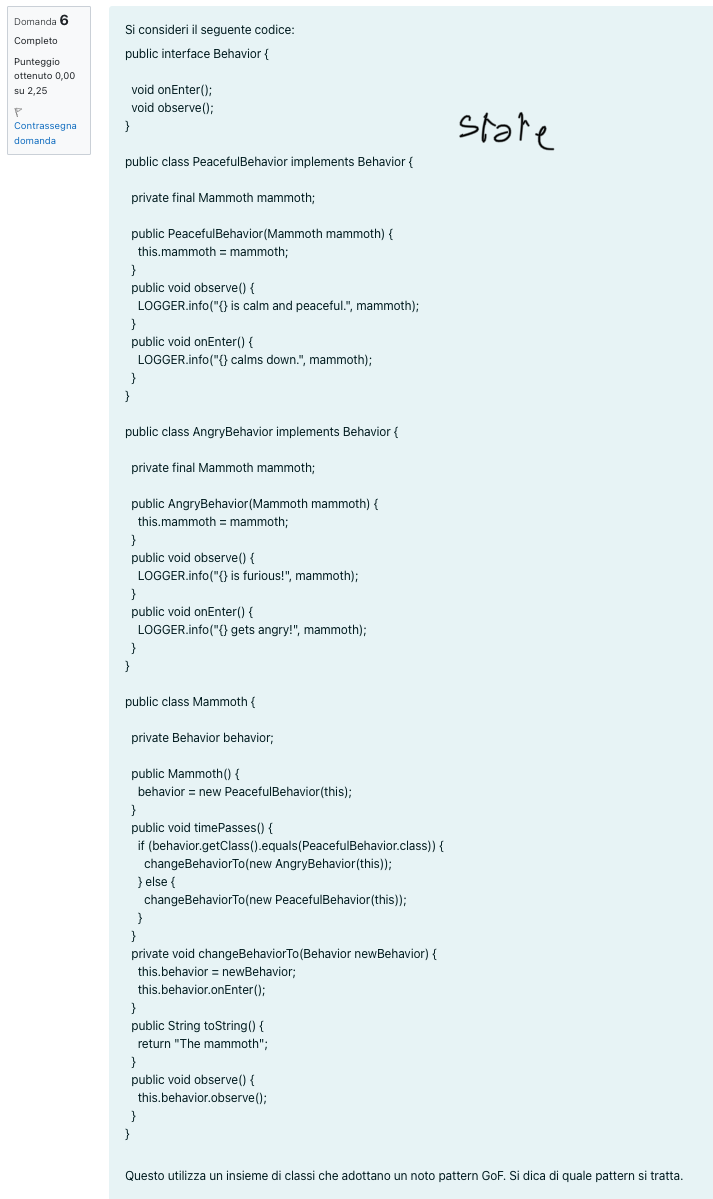 Domanda 6
Completo
Punteggio
ottenuto 0,00
su 2,25
Contrassegna
domanda
Si consideri il seguente codice:
public interface Behavior {
void onEnter();
void observe();
}
state
public class PeacefulBehavior implements Behavior {
private final Mammoth mammoth;
public PeacefulBehavior(Mammoth mammoth) {
this.mammoth = mammoth;
}
public void observe() {
LOGGER.info("{} is calm and peaceful.", mammoth);
}
public void onEnter() {
LOGGER.info("{} calms down.", mammoth);
}
}
public class AngryBehavior implements Behavior {
private final Mammoth mammoth;
public AngryBehavior(Mammoth mammoth) {
this.mammoth = mammoth;
}
public void observe() {
LOGGER.info("{} is furious!", mammoth);
}
public void onEnter() {
LOGGER.info("{} gets angry!", mammoth);
}
}
public class Mammoth {
private Behavior behavior;
public Mammoth() {
behavior = new PeacefulBehavior(this);
}
public void timePasses() {
if (behavior.getClass().equals(PeacefulBehavior.class)) {
changeBehaviorTo(new AngryBehavior(this));
} else {
changeBehaviorTo(new PeacefulBehavior(this));
}
}
private void changeBehaviorTo(Behavior newBehavior) {
this.behavior = newBehavior;
this.behavior.onEnter();
}
public String toString() {
return "The mammoth";
}
public void observe() {
this.behavior.observe();
}
}
Questo utilizza un insieme di classi che adottano un noto pattern GoF. Si dica di quale pattern si tratta.